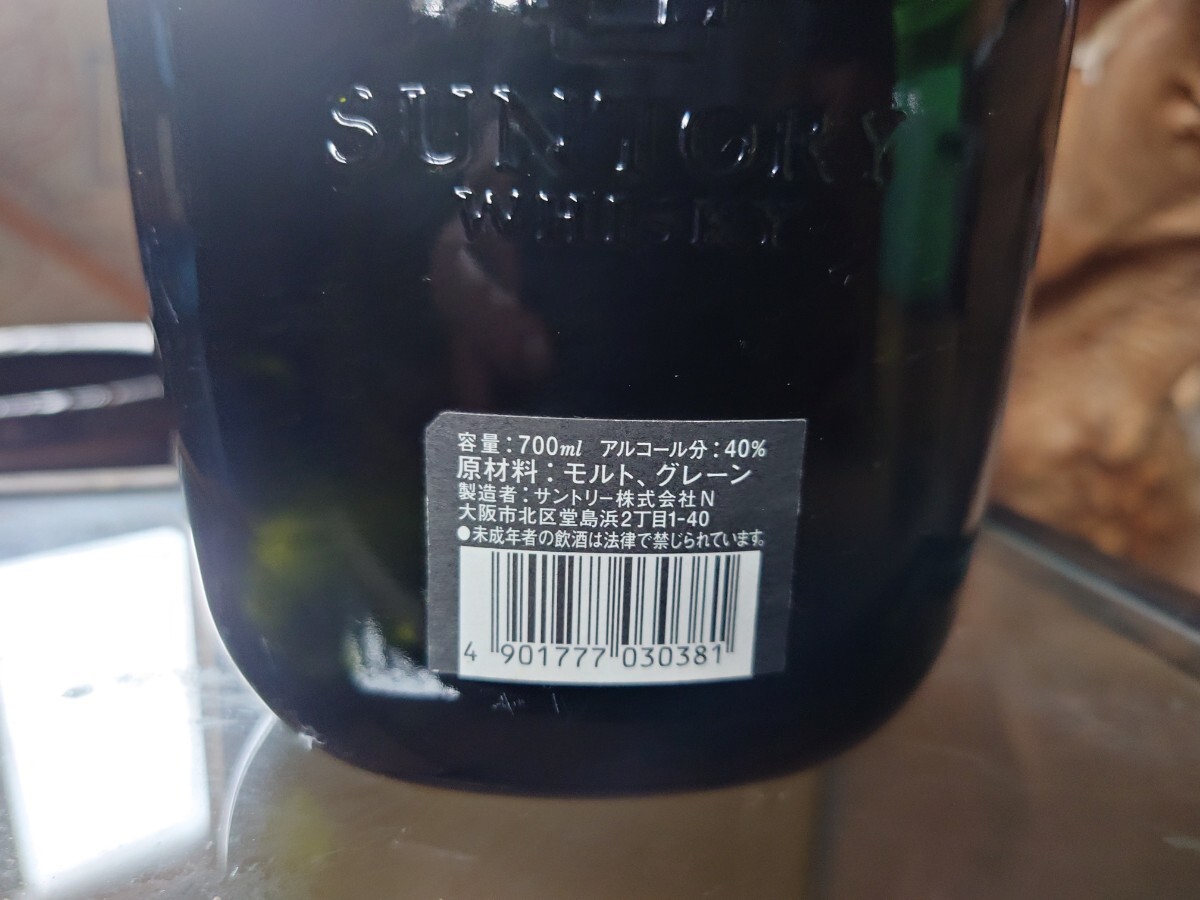 SUNTORY
WHISKY
容量：700ml アルコール分：40%
原材料：モルト、グレーン
製造者：サントリー株式会社N
大阪市北区堂島浜2丁目1-40
●未成年者の飲酒は法律で禁じられています。
4 901777 030381